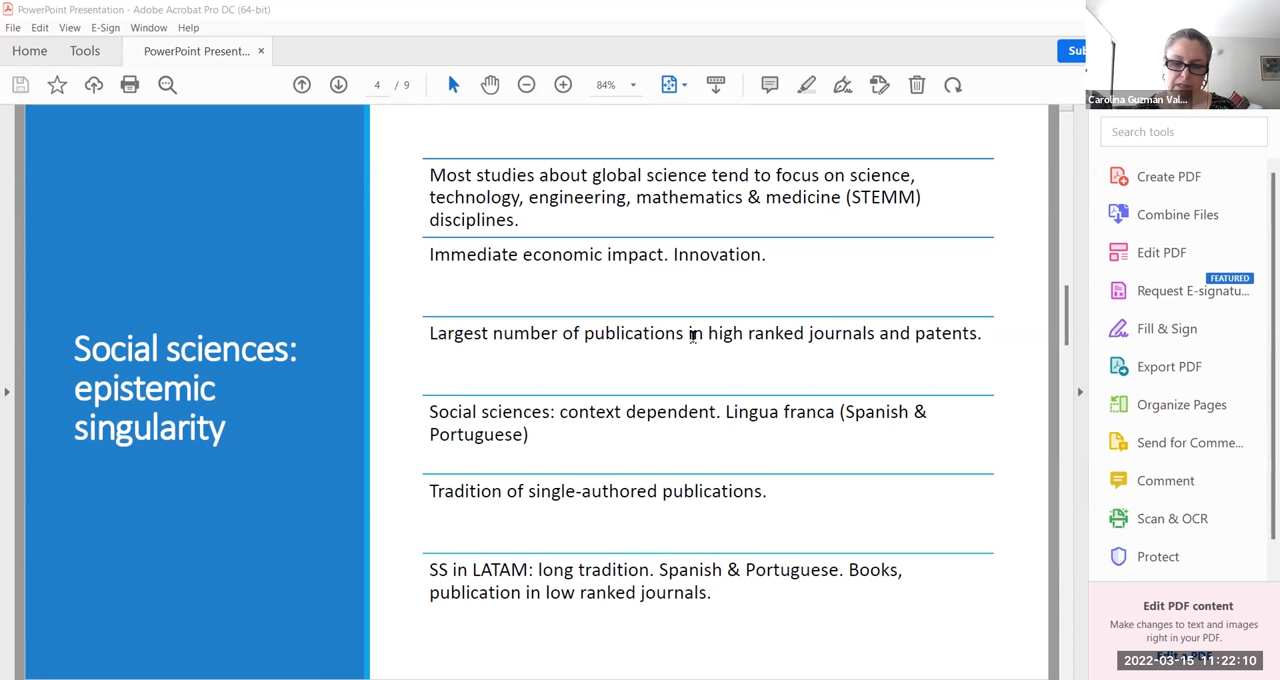 PowerPoint Presentation - Adobe Acrobat Pro DC (64-bit)
File Edit View E-Sign Window Help
Home Tools PowerPoint Present... ×
Sub
4 / 9 84%
Carolina Guzman Val...
Search tools
Most studies about global science tend to focus on science,
technology, engineering, mathematics & medicine (STEMM)
disciplines.
Immediate economic impact. Innovation.
Largest number of publications in high ranked journals and patents.
Social sciences: context dependent. Lingua franca (Spanish &
Portuguese)
Tradition of single-authored publications.
SS in LATAM: long tradition. Spanish & Portuguese. Books,
publication in low ranked journals.
Social sciences:
epistemic
singularity
Create PDF
Combine Files
Edit PDF
FEATURED
Request E-signatu...
Fill & Sign
Export PDF
Organize Pages
Send for Comme...
Comment
Scan & OCR
Protect
Edit PDF content
Make changes to text and images
right in your PDF.
2022-03-15 11:22:10